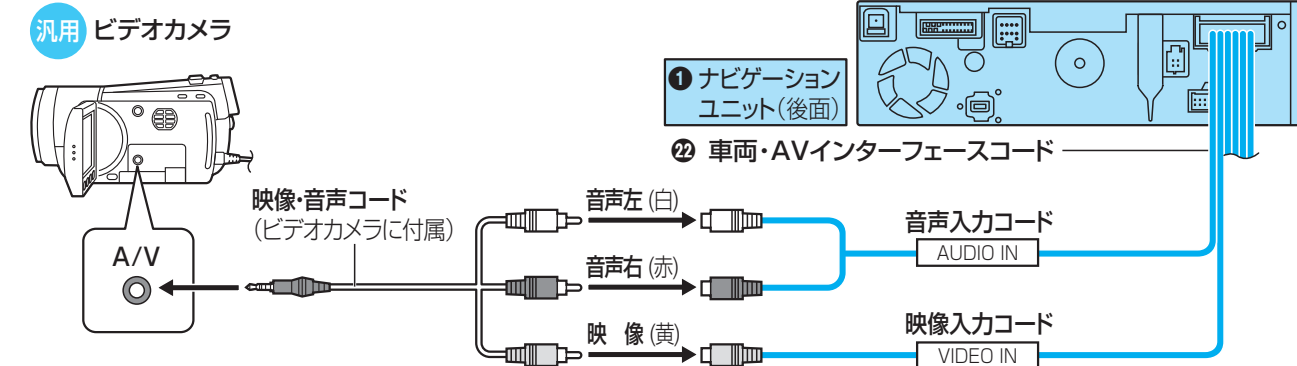 汎用 ビデオカメラ
❶ ナビゲーション
ユニット(後面)
㉒ 車両・AVインターフェースコード
映像・音声コード
(ビデオカメラに付属)
A/V
音声左 (白)
音声右 (赤)
映 像 (黄)
音声入力コード
AUDIO IN
映像入力コード
VIDEO IN